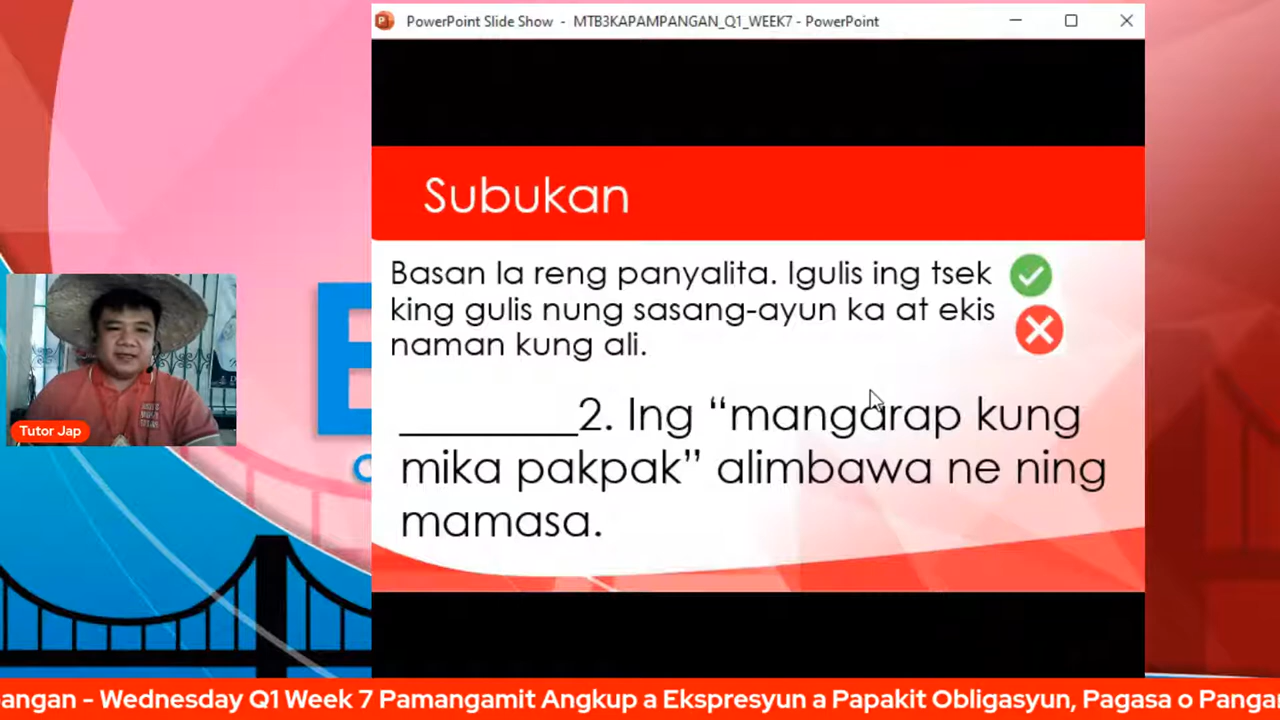 PowerPoint Slide Show - MTB3KAPAMPANGAN_Q1_WEEK7 - PowerPoint
Subukan
Basan la reng panyalita. Igulis ing tsek
king gulis nung sasang-ayun ka at ekis
naman kung ali.
________2. Ing “mangarap kung
mika pakpak” alimbawa ne ning
mamasa.
Tutor Jap
pangan - Wednesday Q1 Week 7 Pamangamit Angkup a Ekspresyun a Papakit Obligasyun, Pagasa o Panga